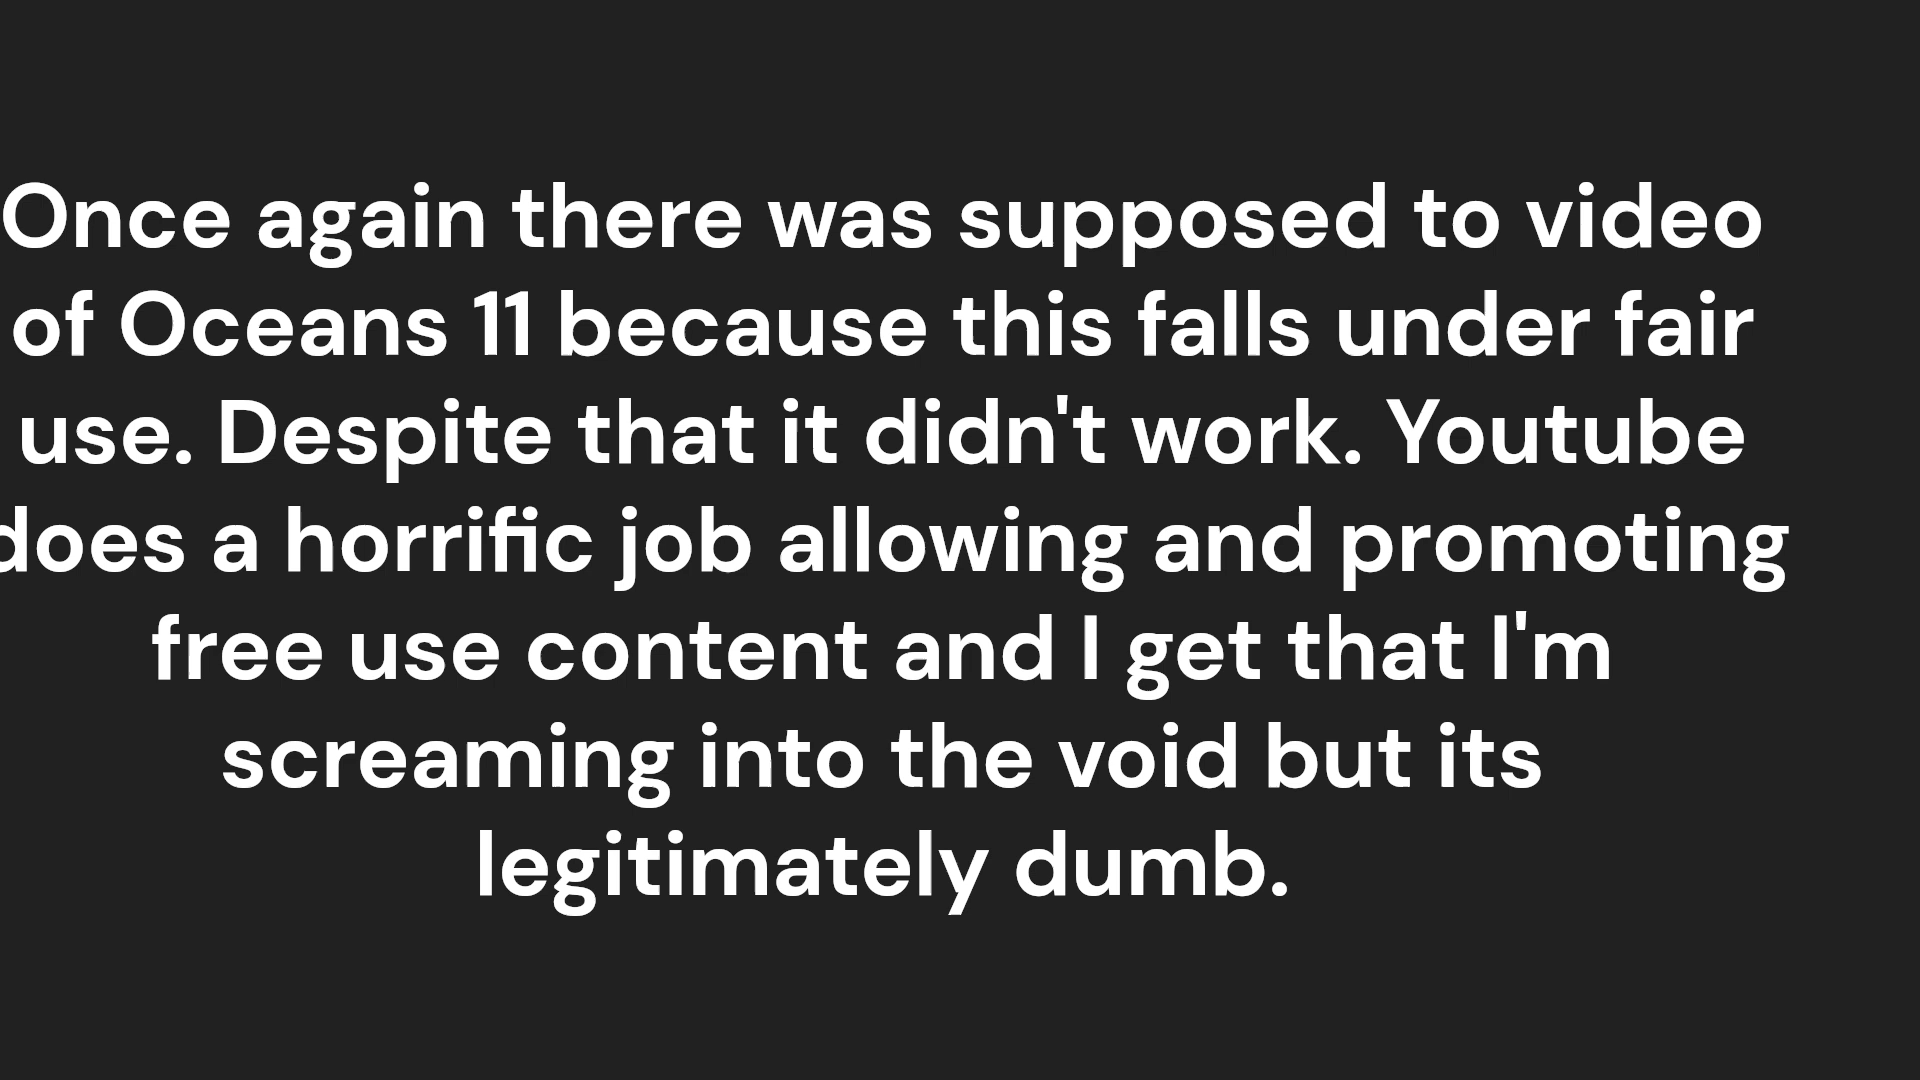 Once again there was supposed to video
of Oceans 11 because this falls under fair
use. Despite that it didn't work. Youtube
does a horrific job allowing and promoting
free use content and I get that I'm
screaming into the void but its
legitimately dumb.